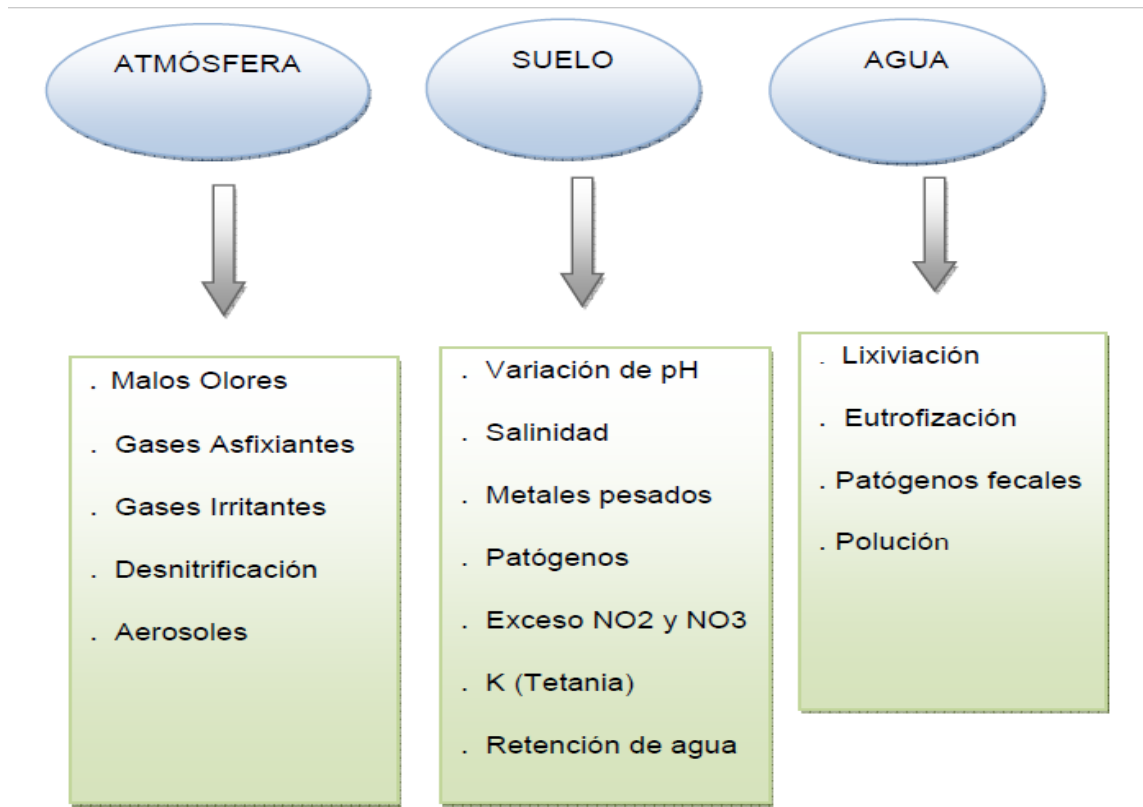 ATMÓSFERA
. Malos Olores
. Gases Asfixiantes
. Gases Irritantes
. Desnitrificación
. Aerosoles
SUELO
. Variación de pH
. Salinidad
. Metales pesados
. Patógenos
. Exceso NO2 y NO3
. K (Tetania)
. Retención de agua
AGUA
. Lixiviación
. Eutrofización
. Patógenos fecales
. Polución